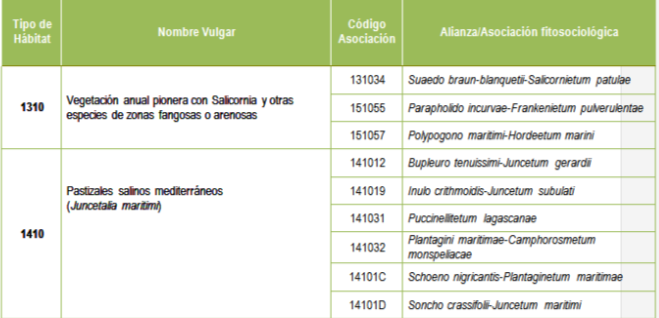 Tipo de Hábitat Nombre Vulgar Código Asociación Alianza/Asociación fitosociológica
1310 Vegetación anual pionera con Salicornia y otras especies de zonas fangosas o arenosas
131034 Suaedo braun-blanquetii-Salicornietum patulae
151055 Parapholido incurvae-Frankenietum pulverulentae
151057 Polypogono maritimi-Hordeetum marini
1410 Pastizales salinos mediterráneos
(Juncetalia maritimi)
141012 Bupleuro tenuissimi-Juncetum gerardii
141019 Inulo crithmoidis-Juncetum subulati
141031 Puccinellitetum lagascanae
141032 Plantagini maritimae-Camphorosmetum
monspeliacae
14101C Schoeno nigricantis-Plantaginetum maritimae
14101D Soncho crassifolii-Juncetum maritimi